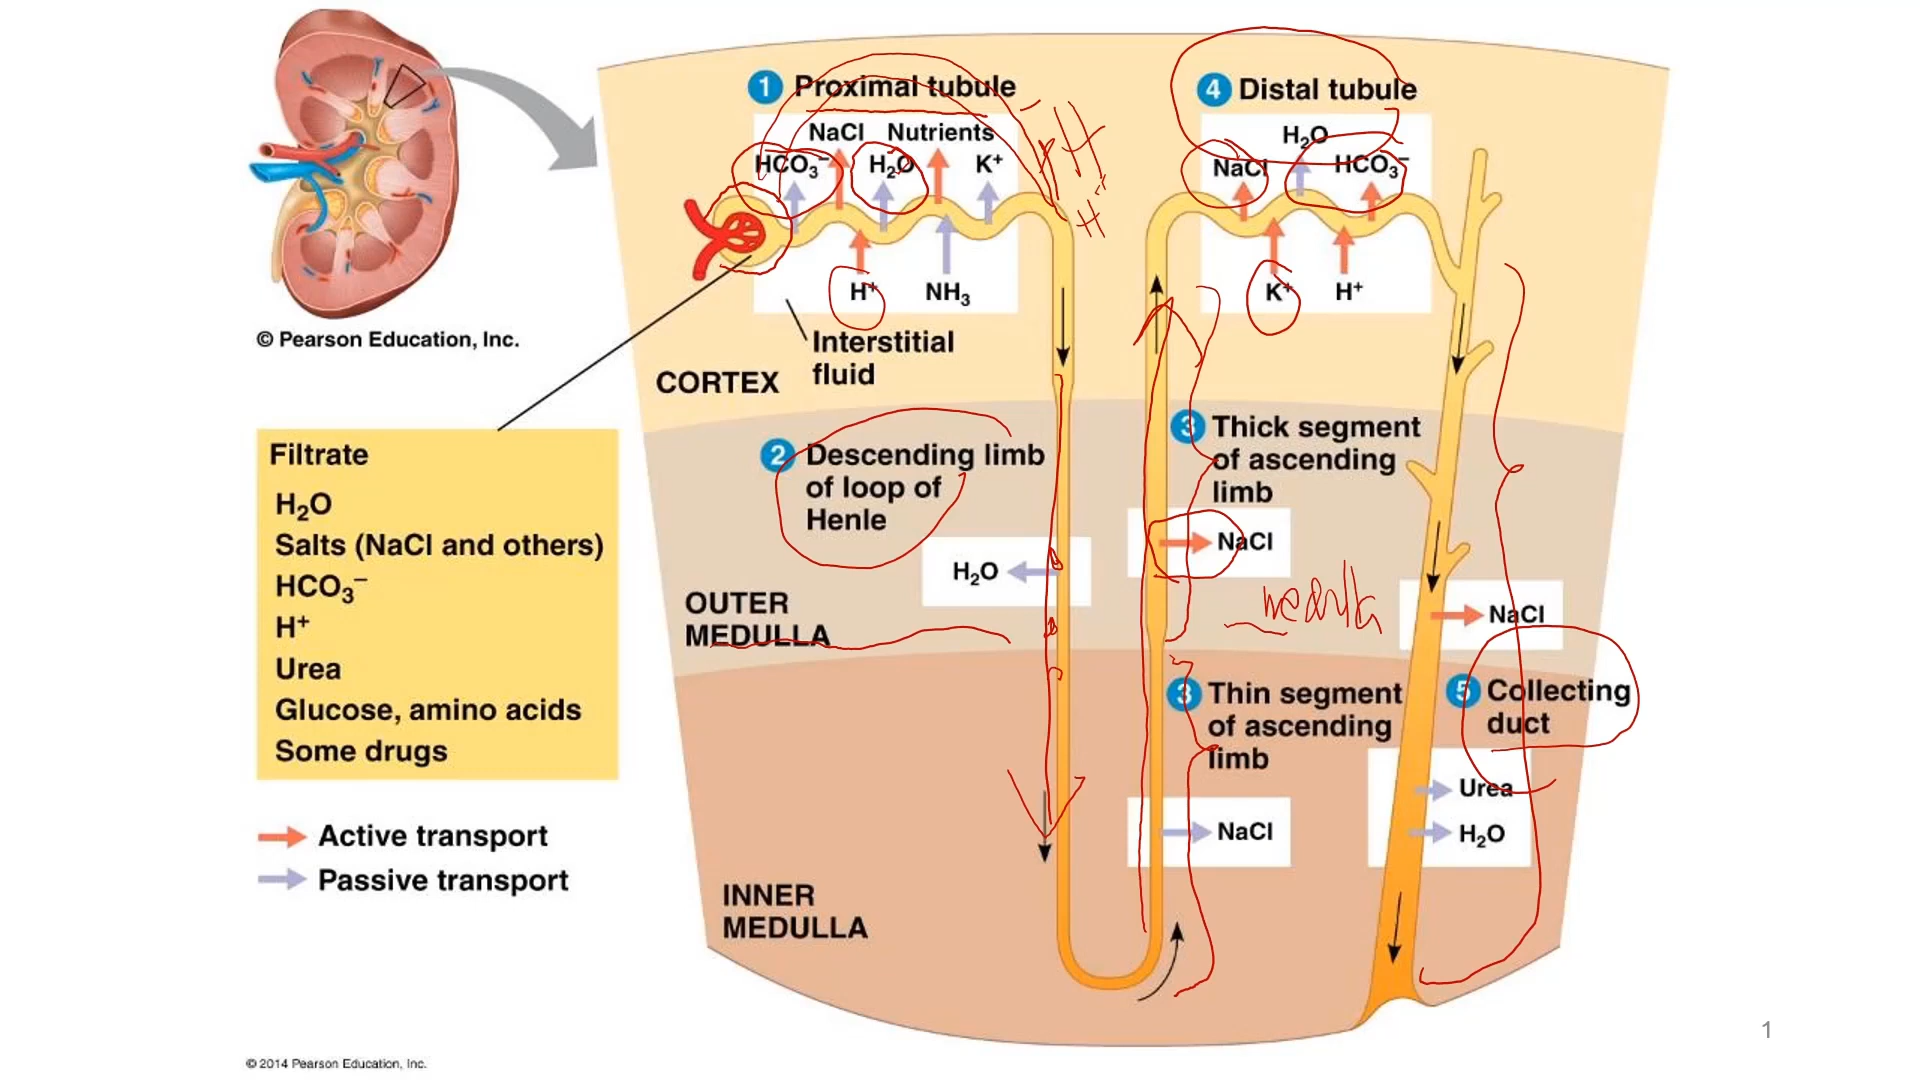 © Pearson Education, Inc.
1 Proximal tubule
NaCl Nutrients
HCO₃⁻ H₂O K⁺
H⁺ NH₃
Interstitial
fluid
CORTEX
pH
H⁺
4 Distal tubule
H₂O
NaCl HCO₃⁻
K⁺ H⁺
Filtrate
H₂O
Salts (NaCl and others)
HCO₃⁻
H⁺
Urea
Glucose, amino acids
Some drugs
Active transport
Passive transport
2 Descending limb
of loop of
Henle
H₂O
OUTER
MEDULLA
3 Thick segment
of ascending
limb
NaCl
medulla
NaCl
3 Thin segment
of ascending
limb
NaCl
5 Collecting
duct
Urea
H₂O
INNER
MEDULLA
1
© 2014 Pearson Education, Inc.